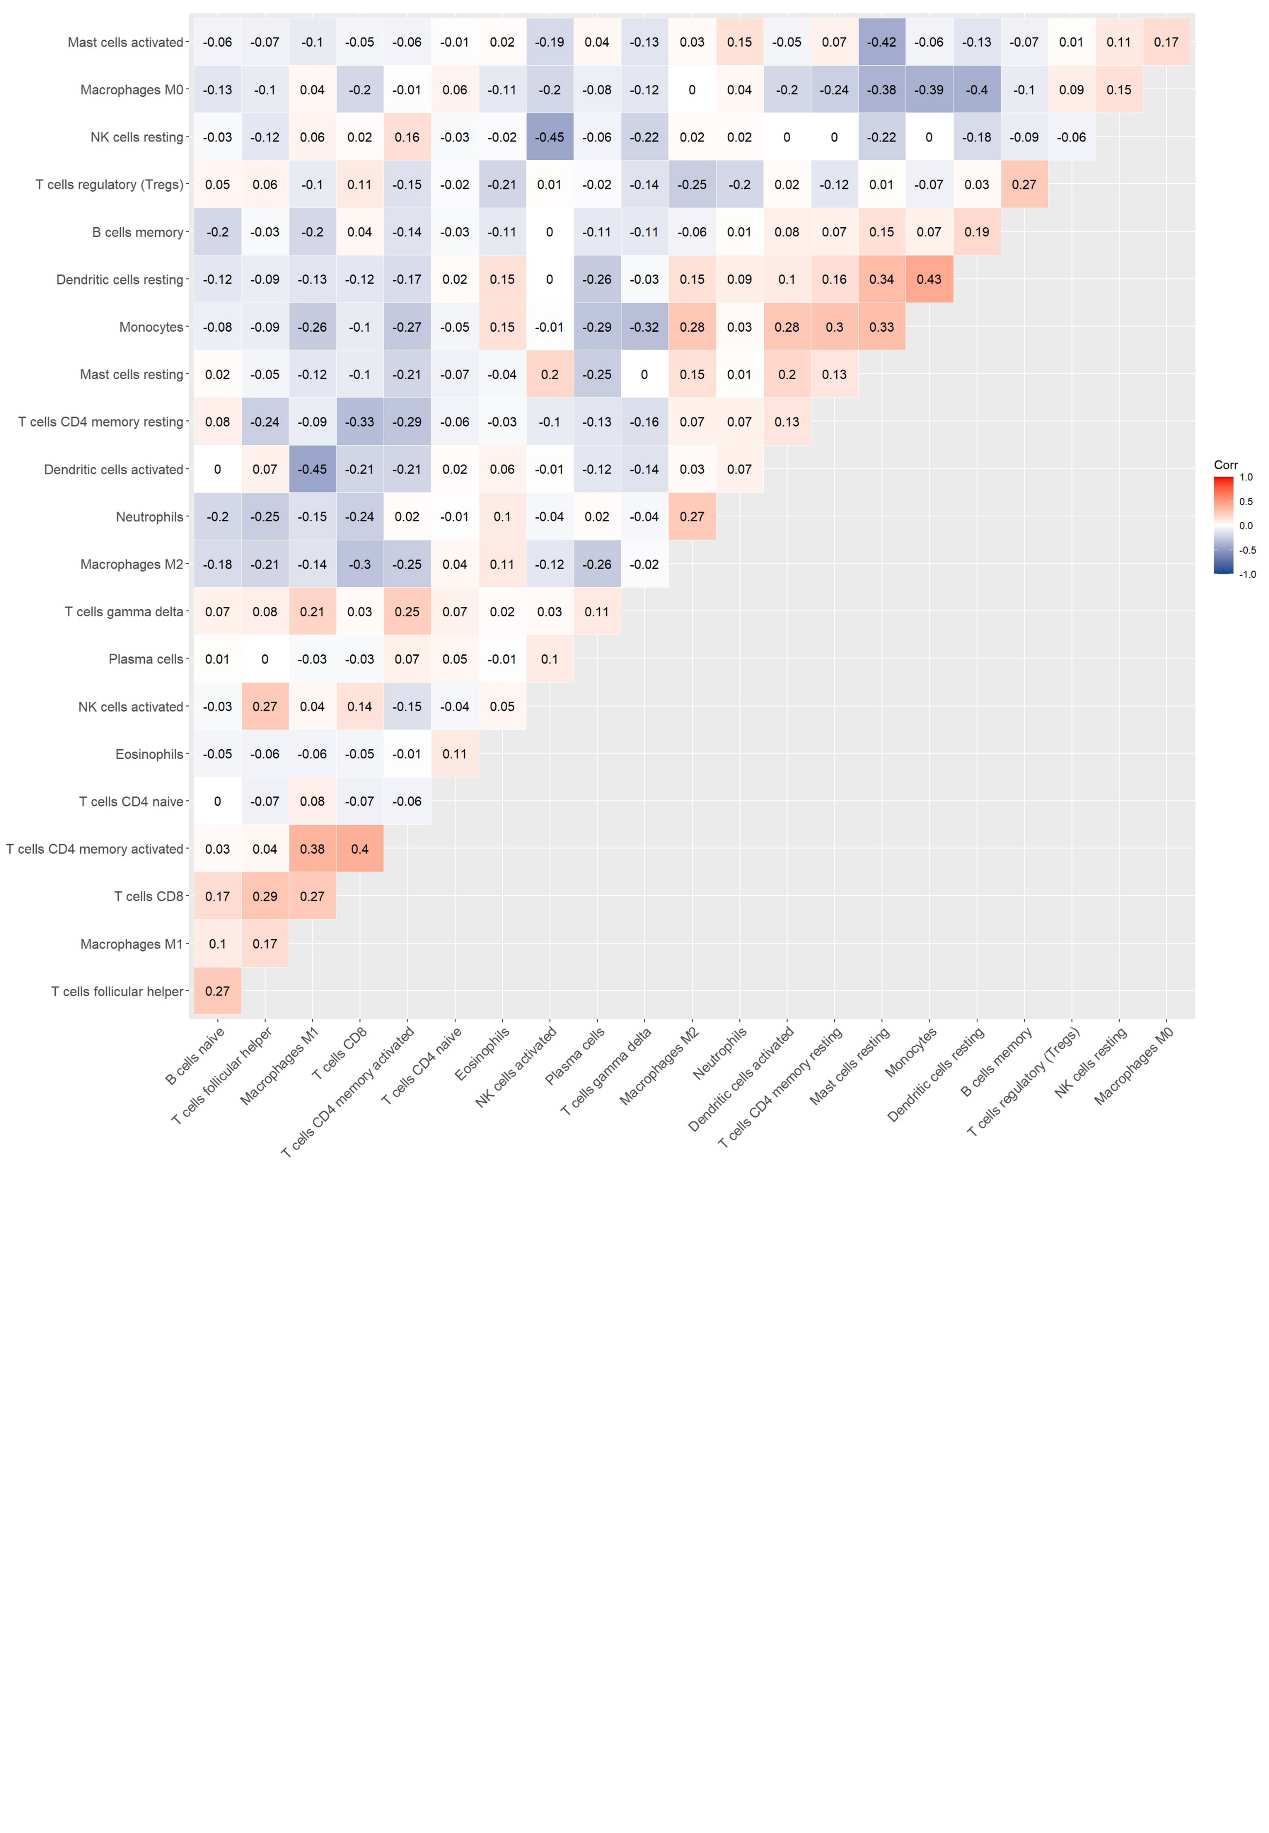 Mast cells activated -0.06 -0.07 -0.1 -0.05 -0.06 -0.01 0.02 -0.19 0.04 -0.13 0.03 0.15 -0.05 0.07 -0.42 -0.06 -0.13 -0.07 0.01 0.11 0.17
Macrophages M0 -0.13 -0.1 0.04 -0.2 -0.01 0.06 -0.11 -0.2 -0.08 -0.12 0 0.04 -0.2 -0.24 -0.38 -0.39 -0.4 -0.1 0.09 0.15
NK cells resting -0.03 -0.12 0.06 0.02 0.16 -0.03 -0.02 -0.45 -0.06 -0.22 0.02 0.02 0 0 -0.22 0 -0.18 -0.09 -0.06
T cells regulatory (Tregs) 0.05 0.06 -0.1 0.11 -0.15 -0.02 -0.21 0.01 -0.02 -0.14 -0.25 -0.2 0.02 -0.12 0.01 -0.07 0.03 0.27
B cells memory -0.2 -0.03 -0.2 0.04 -0.14 -0.03 -0.11 0 -0.11 -0.11 -0.06 0.01 0.08 0.07 0.15 0.07 0.19
Dendritic cells resting -0.12 -0.09 -0.13 -0.12 -0.17 0.02 0.15 0 -0.26 -0.03 0.15 0.09 0.1 0.16 0.34 0.43
Monocytes -0.08 -0.09 -0.26 -0.1 -0.27 -0.05 0.15 -0.01 -0.29 -0.32 0.28 0.03 0.28 0.3 0.33
Mast cells resting 0.02 -0.05 -0.12 -0.1 -0.21 -0.07 -0.04 0.2 -0.25 0 0.15 0.01 0.2 0.13
T cells CD4 memory resting 0.08 -0.24 -0.09 -0.33 -0.29 -0.06 -0.03 -0.1 -0.13 -0.16 0.07 0.07 0.13
Dendritic cells activated 0 0.07 -0.45 -0.21 -0.21 0.02 0.06 -0.01 -0.12 -0.14 0.03 0.07
Neutrophils -0.2 -0.25 -0.15 -0.24 0.02 -0.01 0.1 -0.04 0.02 -0.04 0.27
Macrophages M2 -0.18 -0.21 -0.14 -0.3 -0.25 0.04 0.11 -0.12 -0.26 -0.02
T cells gamma delta 0.07 0.08 0.21 0.03 0.25 0.07 0.02 0.03 0.11
Plasma cells 0.01 0 -0.03 -0.03 0.07 0.05 -0.01 0.1
NK cells activated -0.03 0.27 0.04 0.14 -0.15 -0.04 0.05
Eosinophils -0.05 -0.06 -0.06 -0.05 -0.01 0.11
T cells CD4 naive 0 -0.07 0.08 -0.07 -0.06
T cells CD4 memory activated 0.03 0.04 0.38 0.4
T cells CD8 0.17 0.29 0.27
Macrophages M1 0.1 0.17
T cells follicular helper 0.27
B cells naive
T cells follicular helper
Macrophages M1
T cells CD8
T cells CD4 memory activated
T cells CD4 naive
Eosinophils
NK cells activated
Plasma cells
T cells gamma delta
Macrophages M2
Neutrophils
Dendritic cells activated
T cells CD4 memory resting
Mast cells resting
Monocytes
Dendritic cells resting
B cells memory
T cells regulatory (Tregs)
NK cells resting
Macrophages M0
Corr
1.0
0.5
0.0
-0.5
-1.0